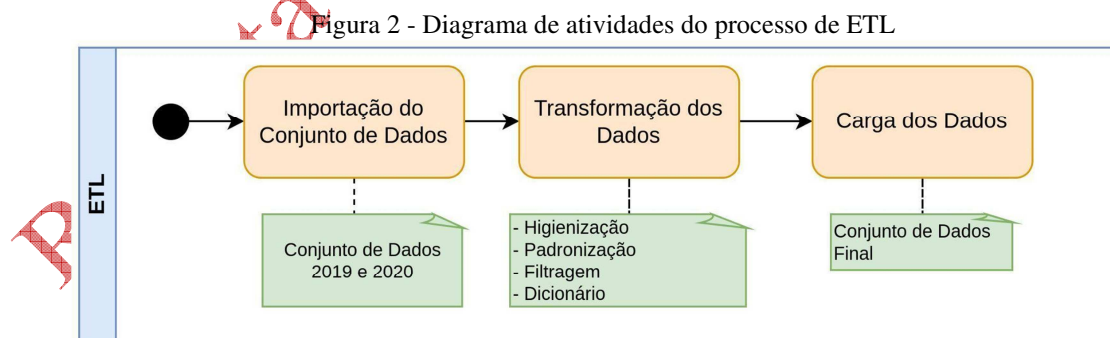 Figura 2 - Diagrama de atividades do processo de ETL
ETL
Importação do
Conjunto de Dados
Transformação dos
Dados
Carga dos Dados
Conjunto de Dados
2019 e 2020
- Higienização
- Padronização
- Filtragem
- Dicionário
Conjunto de Dados
Final